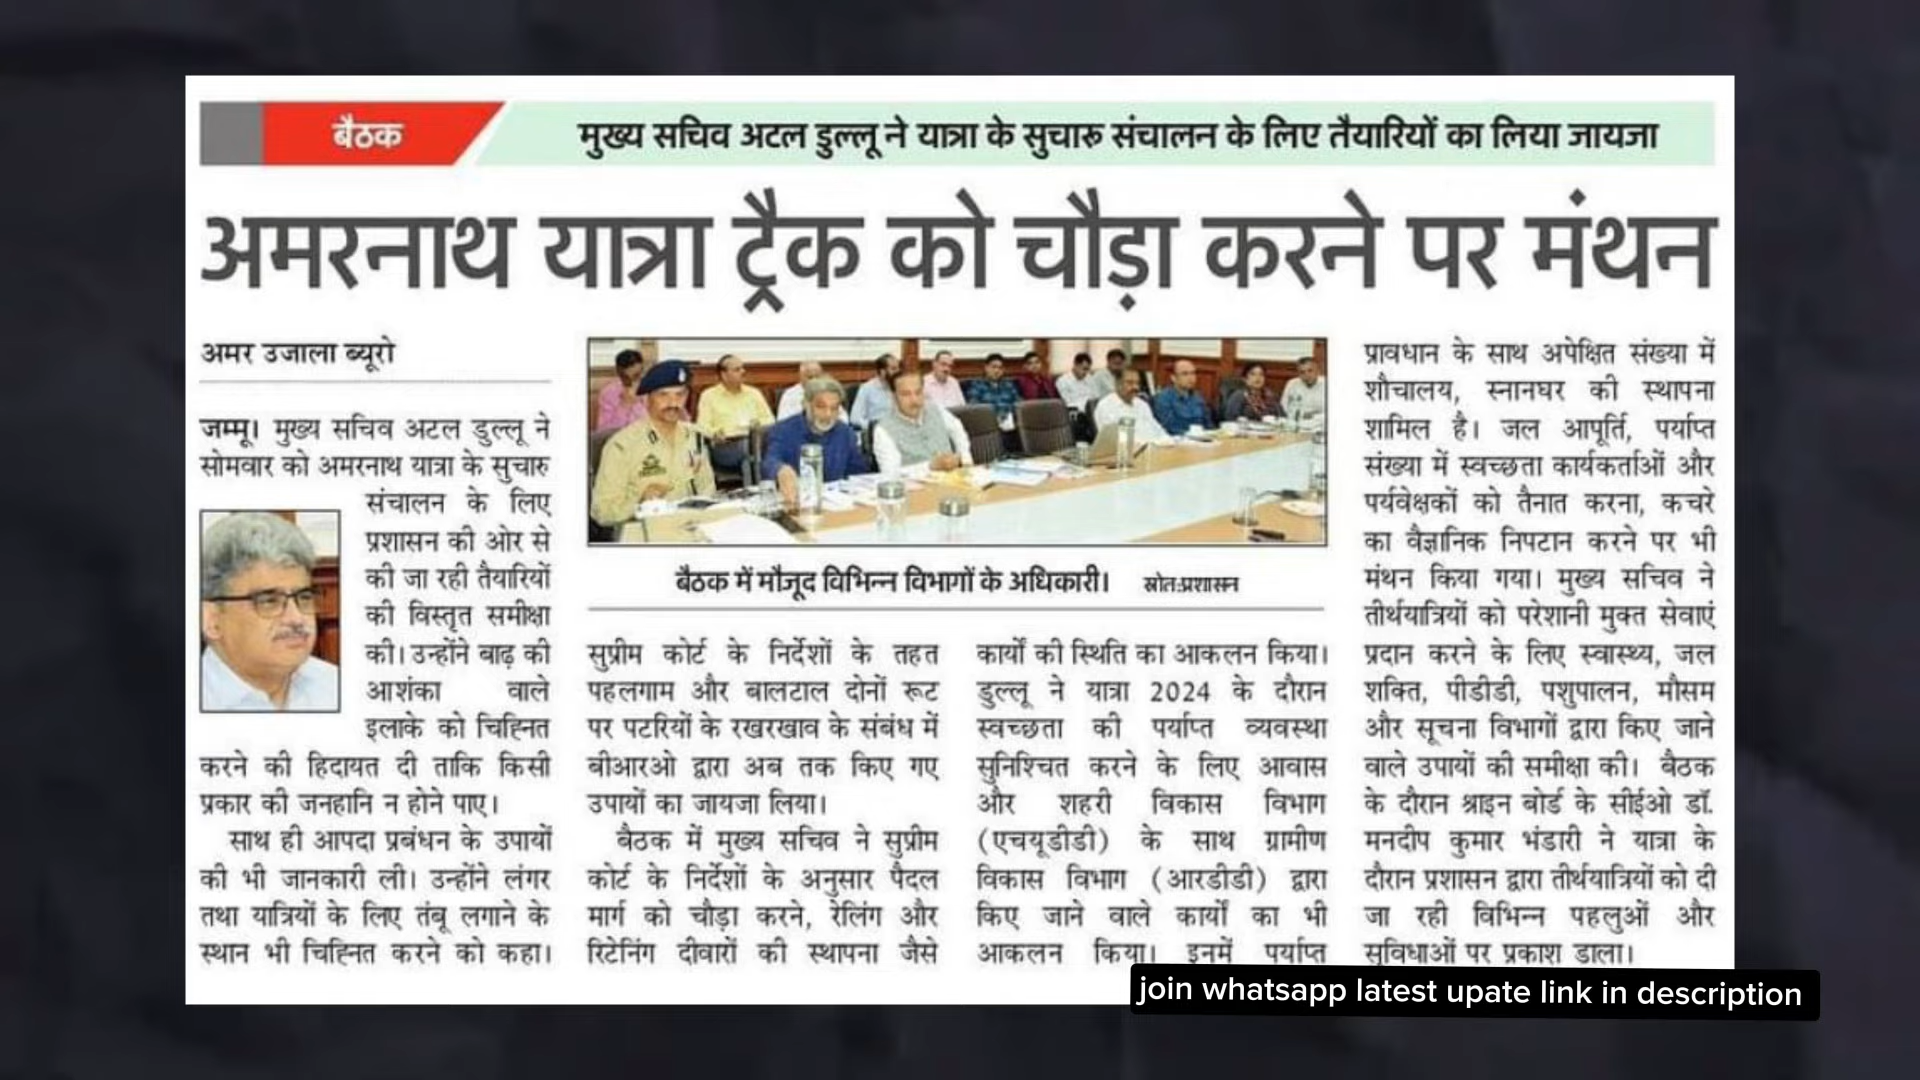 बैठक
मुख्य सचिव अटल डुल्लू ने यात्रा के सुचारू संचालन के लिए तैयारियों का लिया जायजा
अमरनाथ यात्रा ट्रैक को चौड़ा करने पर मंथन
अमर उजाला ब्यूरो
जम्मू। मुख्य सचिव अटल डुल्लू ने
सोमवार को अमरनाथ यात्रा के सुचारु
संचालन के लिए
प्रशासन की ओर से
की जा रही तैयारियों
की विस्तृत समीक्षा
की। उन्होंने बाढ़ की
आशंका वाले
इलाके को चिह्नित
करने की हिदायत दी ताकि किसी
प्रकार की जनहानि न होने पाए।
साथ ही आपदा प्रबंधन के उपायों
की भी जानकारी ली। उन्होंने लंगर
तथा यात्रियों के लिए तंबू लगाने के
स्थान भी चिह्नित करने को कहा।
बैठक में मौजूद विभिन्न विभागों के अधिकारी। स्रोत:प्रशासन
सुप्रीम कोर्ट के निर्देशों के तहत
पहलगाम और बालटाल दोनों रूट
पर पटरियों के रखरखाव के संबंध में
बीआरओ द्वारा अब तक किए गए
उपायों का जायजा लिया।
बैठक में मुख्य सचिव ने सुप्रीम
कोर्ट के निर्देशों के अनुसार पैदल
मार्ग को चौड़ा करने, रेलिंग और
रिटेनिंग दीवारों की स्थापना जैसे
कार्यों की स्थिति का आकलन किया।
डुल्लू ने यात्रा 2024 के दौरान
स्वच्छता की पर्याप्त व्यवस्था
सुनिश्चित करने के लिए आवास
और शहरी विकास विभाग
(एचयूडीडी) के साथ ग्रामीण
विकास विभाग (आरडीडी) द्वारा
किए जाने वाले कार्यों का भी
आकलन किया। इनमें पर्याप्त
प्रावधान के साथ अपेक्षित संख्या में
शौचालय, स्नानघर की स्थापना
शामिल है। जल आपूर्ति, पर्याप्त
संख्या में स्वच्छता कार्यकर्ताओं और
पर्यवेक्षकों को तैनात करना, कचरे
का वैज्ञानिक निपटान करने पर भी
मंथन किया गया। मुख्य सचिव ने
तीर्थयात्रियों को परेशानी मुक्त सेवाएं
प्रदान करने के लिए स्वास्थ्य, जल
शक्ति, पीडीडी, पशुपालन, मौसम
और सूचना विभागों द्वारा किए जाने
वाले उपायों की समीक्षा की। बैठक
के दौरान श्राइन बोर्ड के सीईओ डॉ.
मनदीप कुमार भंडारी ने यात्रा के
दौरान प्रशासन द्वारा तीर्थयात्रियों को दी
जा रही विभिन्न पहलुओं और
सुविधाओं पर प्रकाश डाला।
join whatsapp latest upate link in description